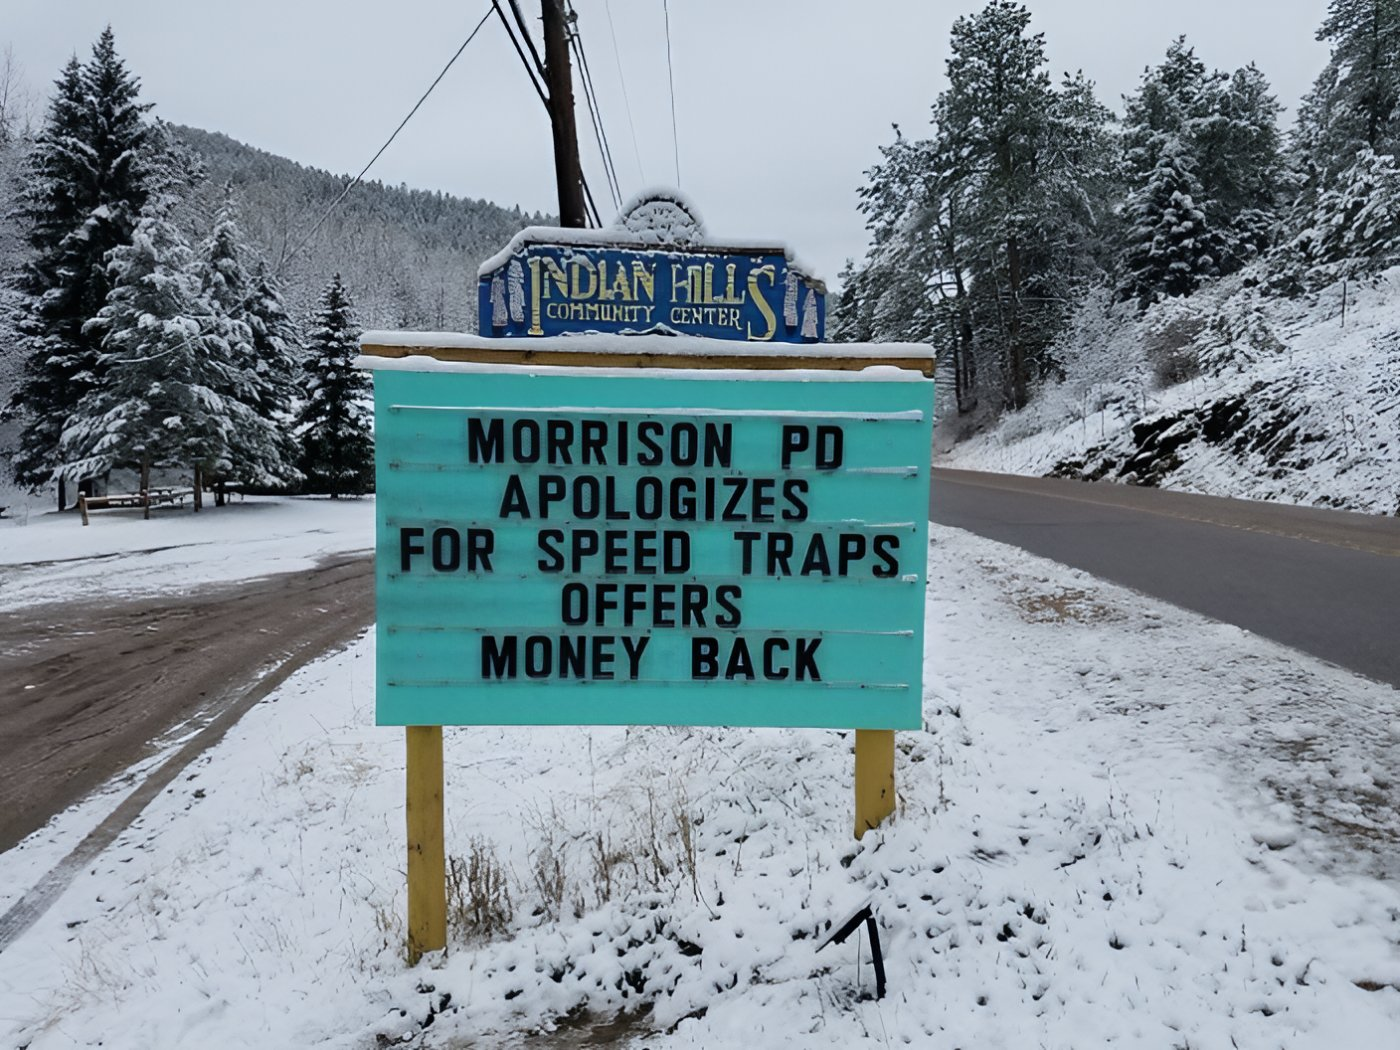 INDIAN HILLS
COMMUNITY CENTER
MORRISON PD
APOLOGIZES
FOR SPEED TRAPS
OFFERS
MONEY BACK